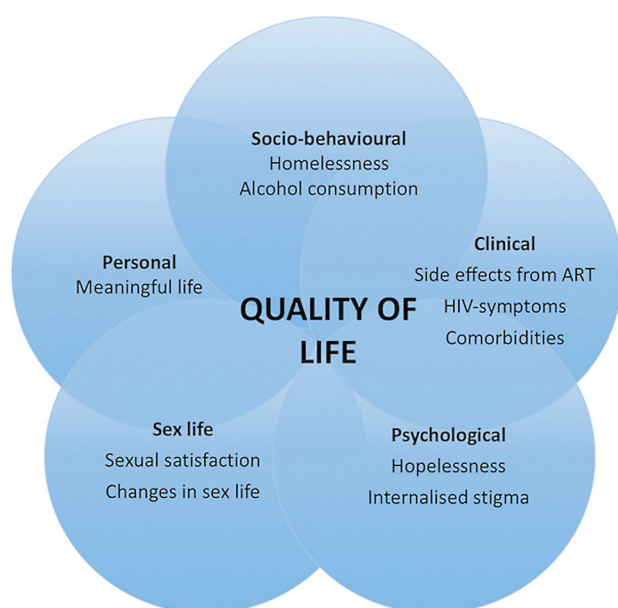 Socio-behavioural
Homelessness
Alcohol consumption
Personal
Meaningful life
Clinical
Side effects from ART
HIV-symptoms
Comorbidities
QUALITY OF
LIFE
Sex life
Sexual satisfaction
Changes in sex life
Psychological
Hopelessness
Internalised stigma